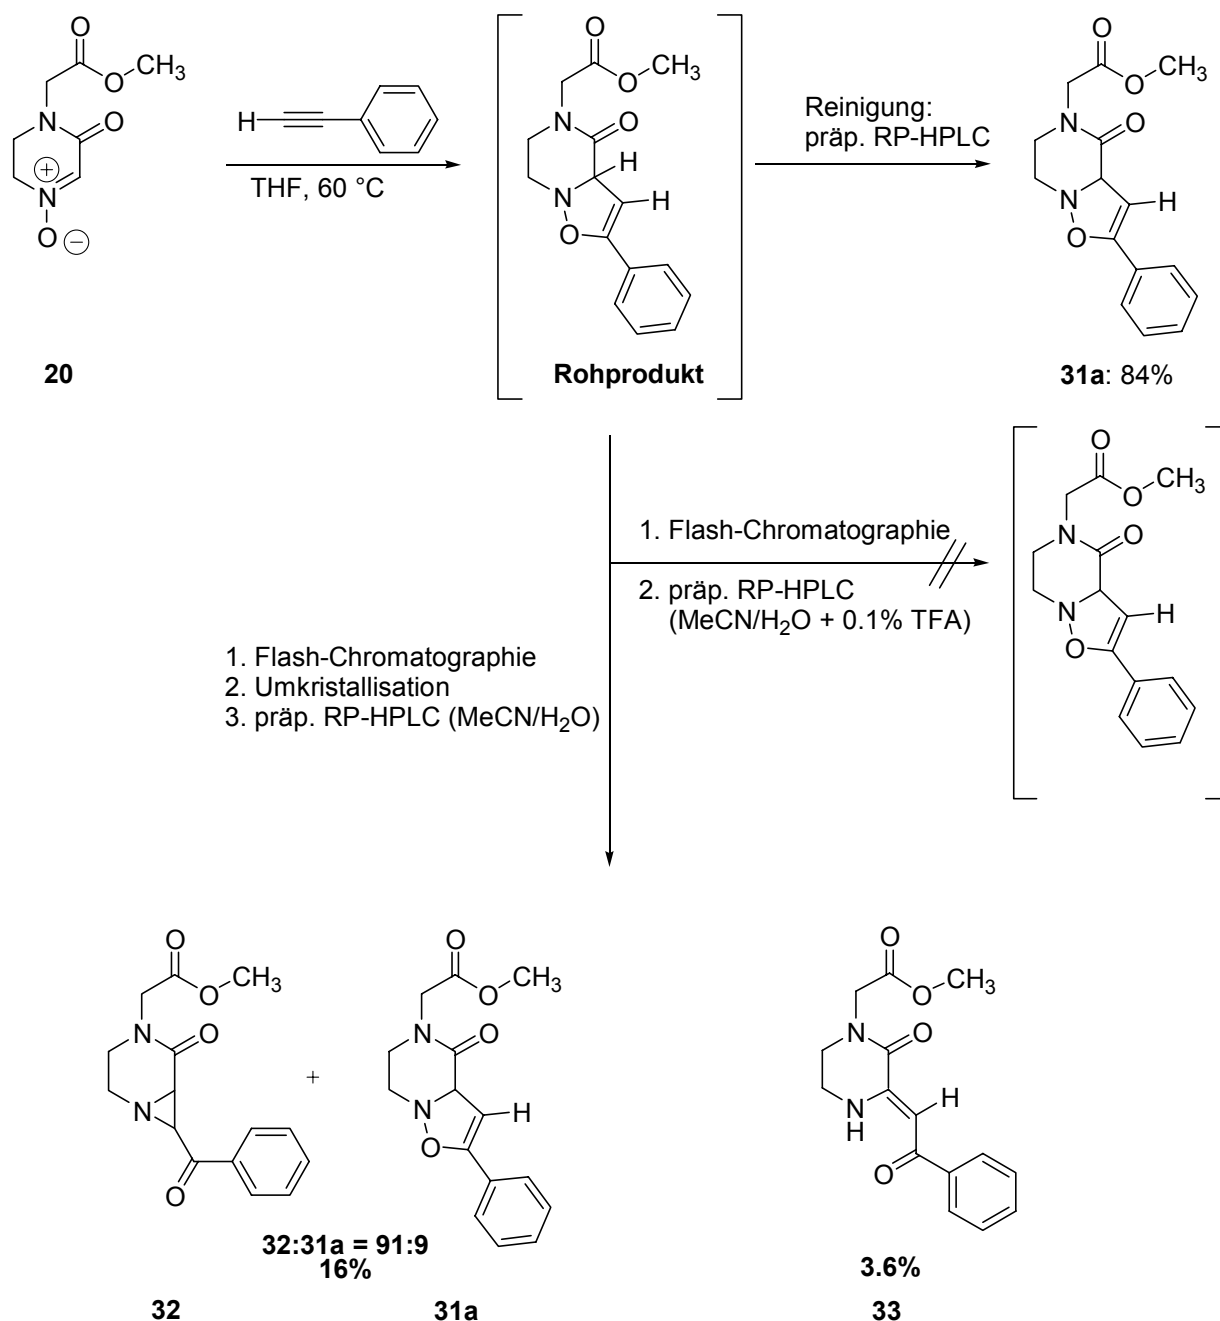 O
O
CH3
N
O
N
O
H
THF, 60 °C
20
O
O
CH3
N
O
H
N
H
O
Rohprodukt
Reinigung:
präp. RP-HPLC
O
O
CH3
N
O
N
H
O
31a: 84%
1. Flash-Chromatographie
2. präp. RP-HPLC
(MeCN/H2O + 0.1% TFA)
O
O
CH3
N
O
N
H
O
1. Flash-Chromatographie
2. Umkristallisation
3. präp. RP-HPLC (MeCN/H2O)
O
O
CH3
N
O
N
O
+
O
O
CH3
N
O
N
H
O
32:31a = 91:9
16%
32
31a
O
O
CH3
N
O
N
H
H
O
3.6%
33